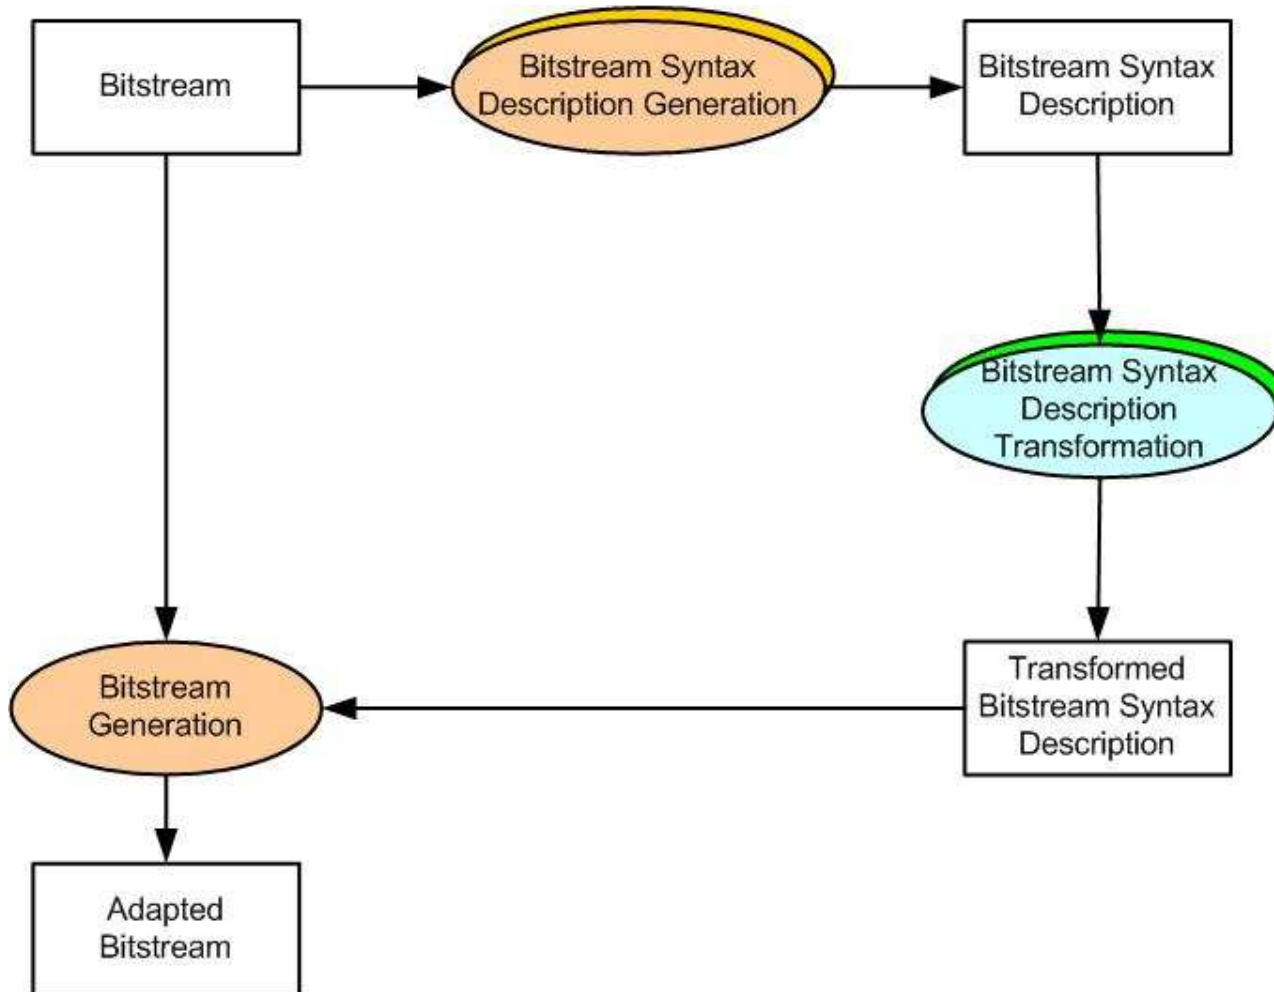 Bitstream
Bitstream Syntax
Description Generation
Bitstream Syntax
Description
Bitstream Syntax
Description
Transformation
Bitstream
Generation
Transformed
Bitstream Syntax
Description
Adapted
Bitstream